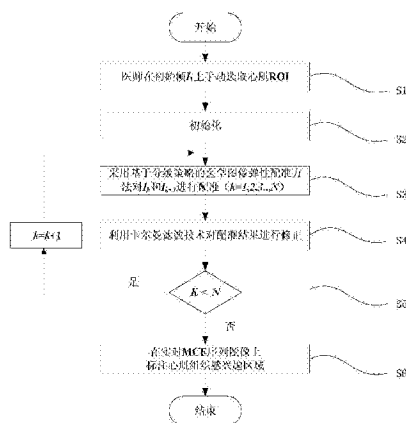 开始
医师在初始帧I₁上手动选取心肌ROI
S1
初始化
S2
采用基于分级策略的医学图像弹性配准方
法对Iₖ和Iₖ₋₁进行配准（k=1,2,3...,N）
S3
k=k+1
利用卡尔曼滤波技术对配准结果进行修正
S4
是
K < N
S5
否
在实时MCE序列图像上
标注心肌组织感兴趣区域
S6
结束